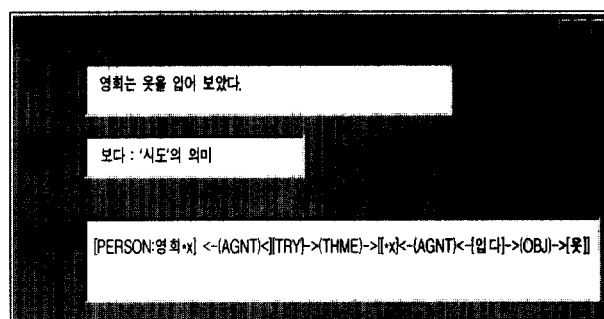 영희는 옷을 입어 보았다.
보다 : '시도'의 의미
[PERSON:영희*x] <-(AGNT)<-[[TRY]->(THME)->[[*x]<-(AGNT)<-[입다]->(OBJ)->[옷]]